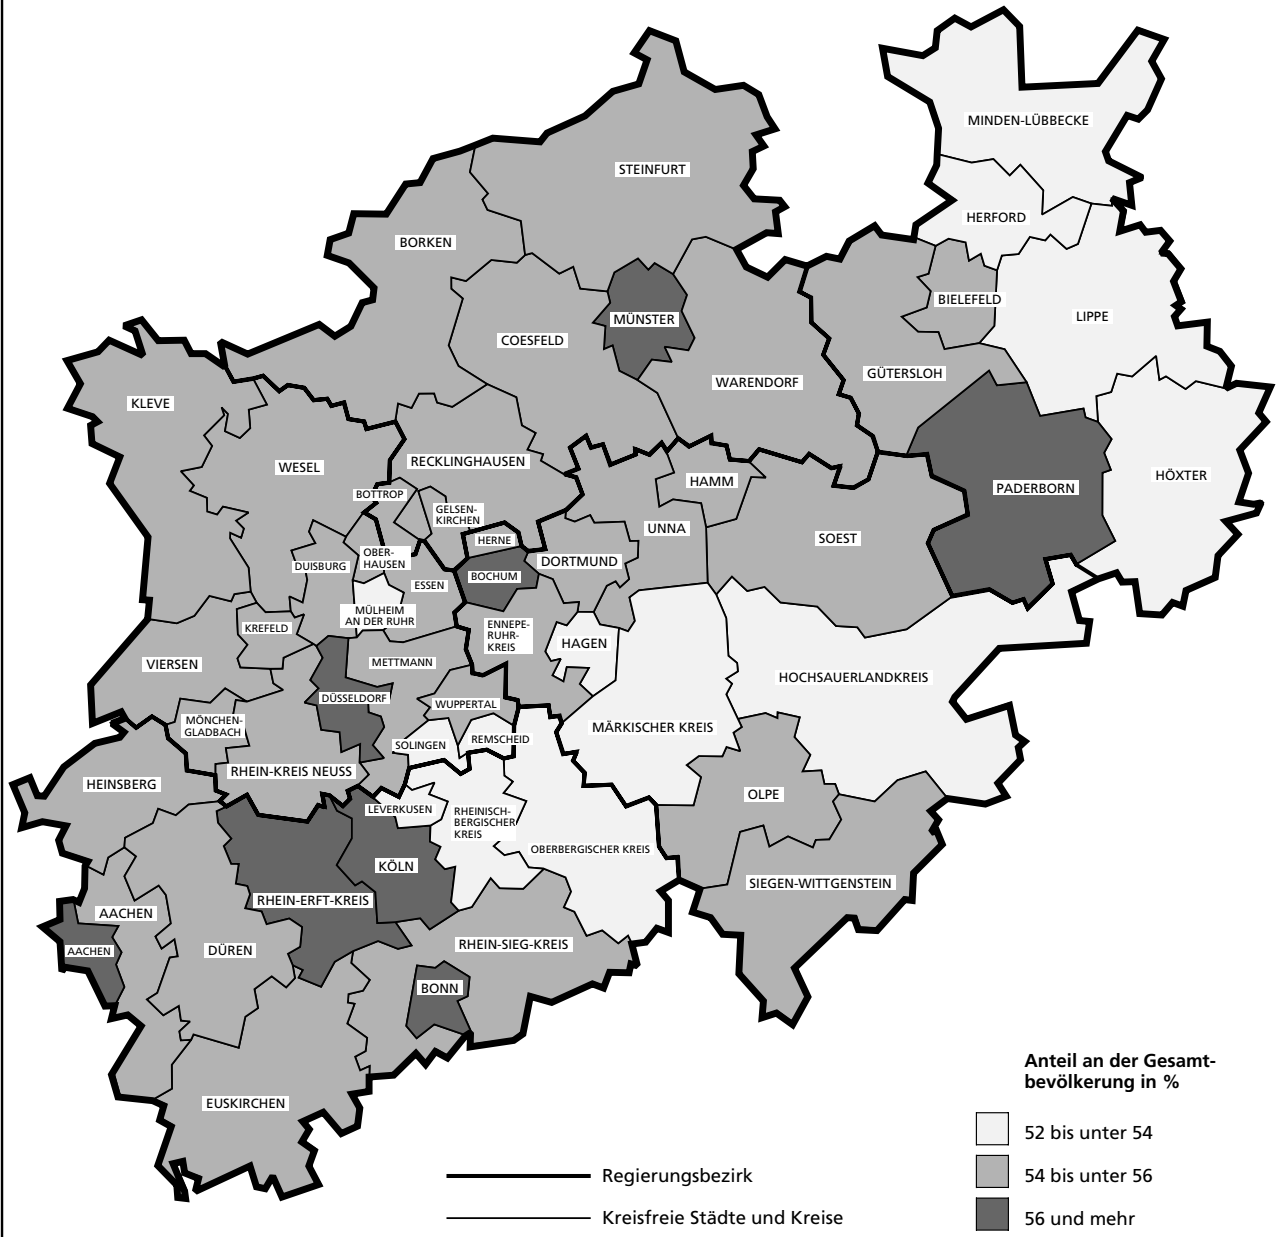 MINDEN-LÜBBECKE
STEINFURT
HERFORD
BORKEN
BIELEFELD
LIPPE
MÜNSTER
COESFELD
GÜTERSLOH
WARENDORF
KLEVE
RECKLINGHAUSEN
WESEL
HÖXTER
HAMM
PADERBORN
BOTTROP
GELSEN-
KIRCHEN
UNNA
SOEST
HERNE
OBER-
HAUSEN
DORTMUND
DUISBURG
BOCHUM
ESSEN
MÜLHEIM
AN DER RUHR
KREFELD
ENNEPE-
RUHR-
KREIS
HAGEN
VIERSEN
METTMANN
HOCHSAUERLANDKREIS
DÜSSELDORF
WUPPERTAL
MÖNCHEN-
GLADBACH
MÄRKISCHER KREIS
REMSCHEID
SOLINGEN
RHEIN-KREIS NEUSS
HEINSBERG
OLPE
LEVERKUSEN
RHEINISCH-
BERGISCHER
KREIS
OBERBERGISCHER KREIS
KÖLN
SIEGEN-WITTGENSTEIN
RHEIN-ERFT-KREIS
AACHEN
RHEIN-SIEG-KREIS
AACHEN
DÜREN
BONN
EUSKIRCHEN
Anteil an der Gesamt-
bevölkerung in %
52 bis unter 54
54 bis unter 56
56 und mehr
Regierungsbezirk
Kreisfreie Städte und Kreise